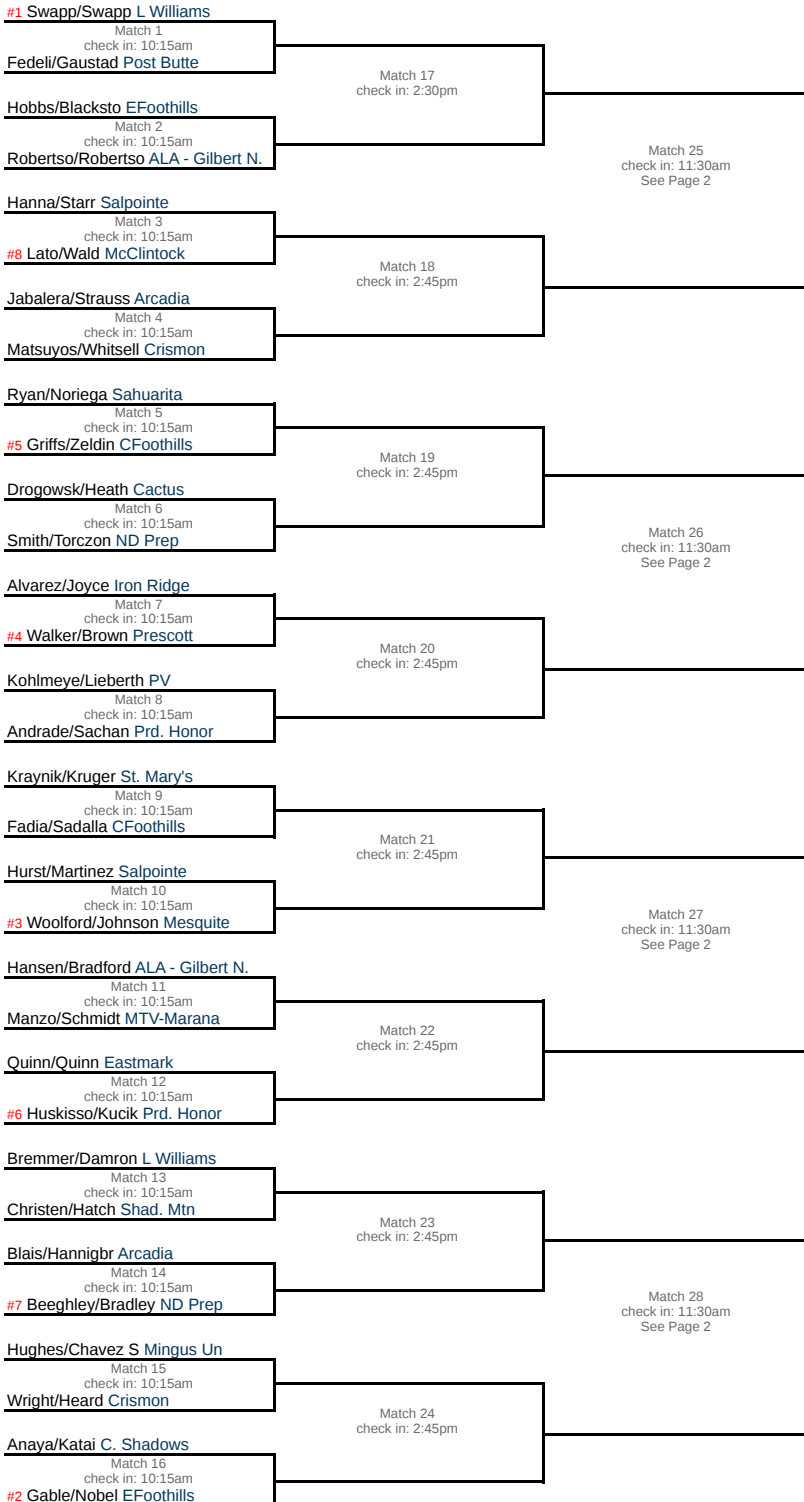 #1 Swapp/Swapp L Williams
Match 1
check in: 10:15am
Fedeli/Gaustad Post Butte
Match 17
check in: 2:30pm
Hobbs/Blacksto EFoothills
Match 2
check in: 10:15am
Robertso/Robertso ALA - Gilbert N.
Match 25
check in: 11:30am
See Page 2
Hanna/Starr Salpointe
Match 3
check in: 10:15am
#8 Lato/Wald McClintock
Match 18
check in: 2:45pm
Jabalera/Strauss Arcadia
Match 4
check in: 10:15am
Matsuyos/Whitsell Crismon
Ryan/Noriega Sahuarita
Match 5
check in: 10:15am
#5 Griffs/Zeldin CFoothills
Match 19
check in: 2:45pm
Drogowsk/Heath Cactus
Match 6
check in: 10:15am
Smith/Torczon ND Prep
Match 26
check in: 11:30am
See Page 2
Alvarez/Joyce Iron Ridge
Match 7
check in: 10:15am
#4 Walker/Brown Prescott
Match 20
check in: 2:45pm
Kohlmeye/Lieberth PV
Match 8
check in: 10:15am
Andrade/Sachan Prd. Honor
Kraynik/Kruger St. Mary's
Match 9
check in: 10:15am
Fadia/Sadalla CFoothills
Match 21
check in: 2:45pm
Hurst/Martinez Salpointe
Match 10
check in: 10:15am
#3 Woolford/Johnson Mesquite
Match 27
check in: 11:30am
See Page 2
Hansen/Bradford ALA - Gilbert N.
Match 11
check in: 10:15am
Manzo/Schmidt MTV-Marana
Match 22
check in: 2:45pm
Quinn/Quinn Eastmark
Match 12
check in: 10:15am
#6 Huskisso/Kucik Prd. Honor
Bremmer/Damron L Williams
Match 13
check in: 10:15am
Christen/Hatch Shad. Mtn
Match 23
check in: 2:45pm
Blais/Hannigbr Arcadia
Match 14
check in: 10:15am
#7 Beeghley/Bradley ND Prep
Match 28
check in: 11:30am
See Page 2
Hughes/Chavez S Mingus Un
Match 15
check in: 10:15am
Wright/Heard Crismon
Match 24
check in: 2:45pm
Anaya/Katai C. Shadows
Match 16
check in: 10:15am
#2 Gable/Nobel EFoothills